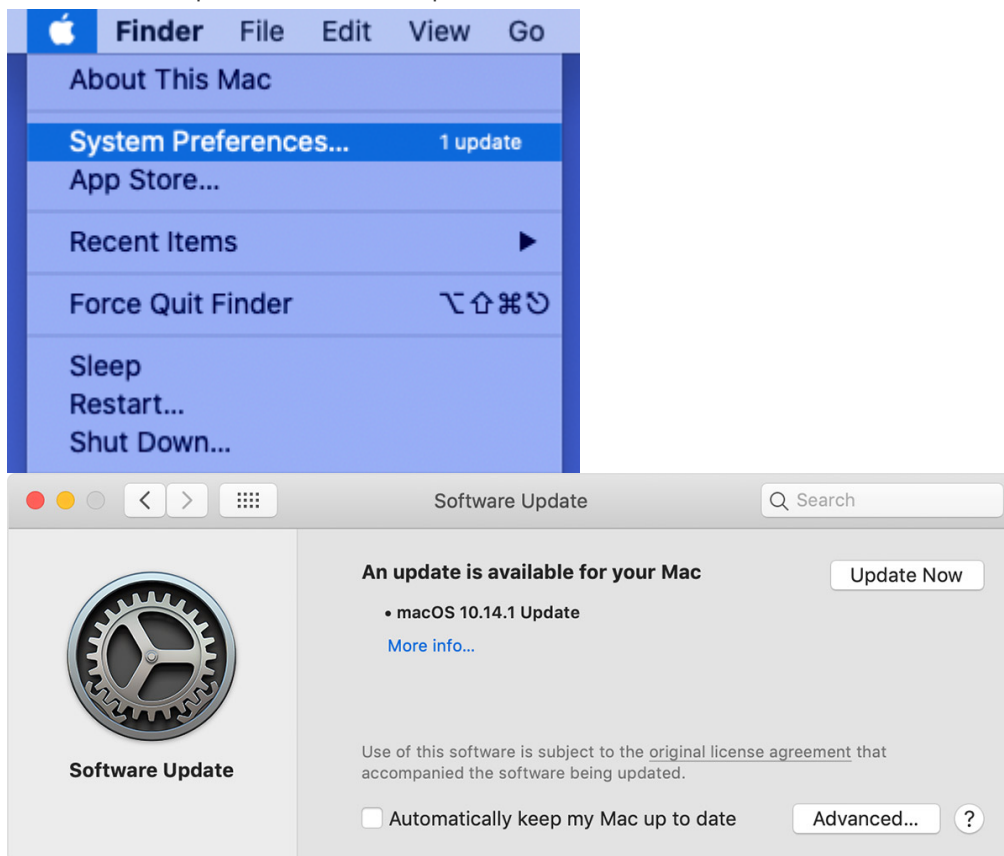 Finder File Edit View Go
About This Mac
System Preferences... 1 update
App Store...
Recent Items ▶
Force Quit Finder ⌥⇧⌘⎋
Sleep
Restart...
Shut Down...
Software Update
Search
An update is available for your Mac
Update Now
• macOS 10.14.1 Update
More info...
Use of this software is subject to the original license agreement that
accompanied the software being updated.
Software Update
Automatically keep my Mac up to date
Advanced...
?